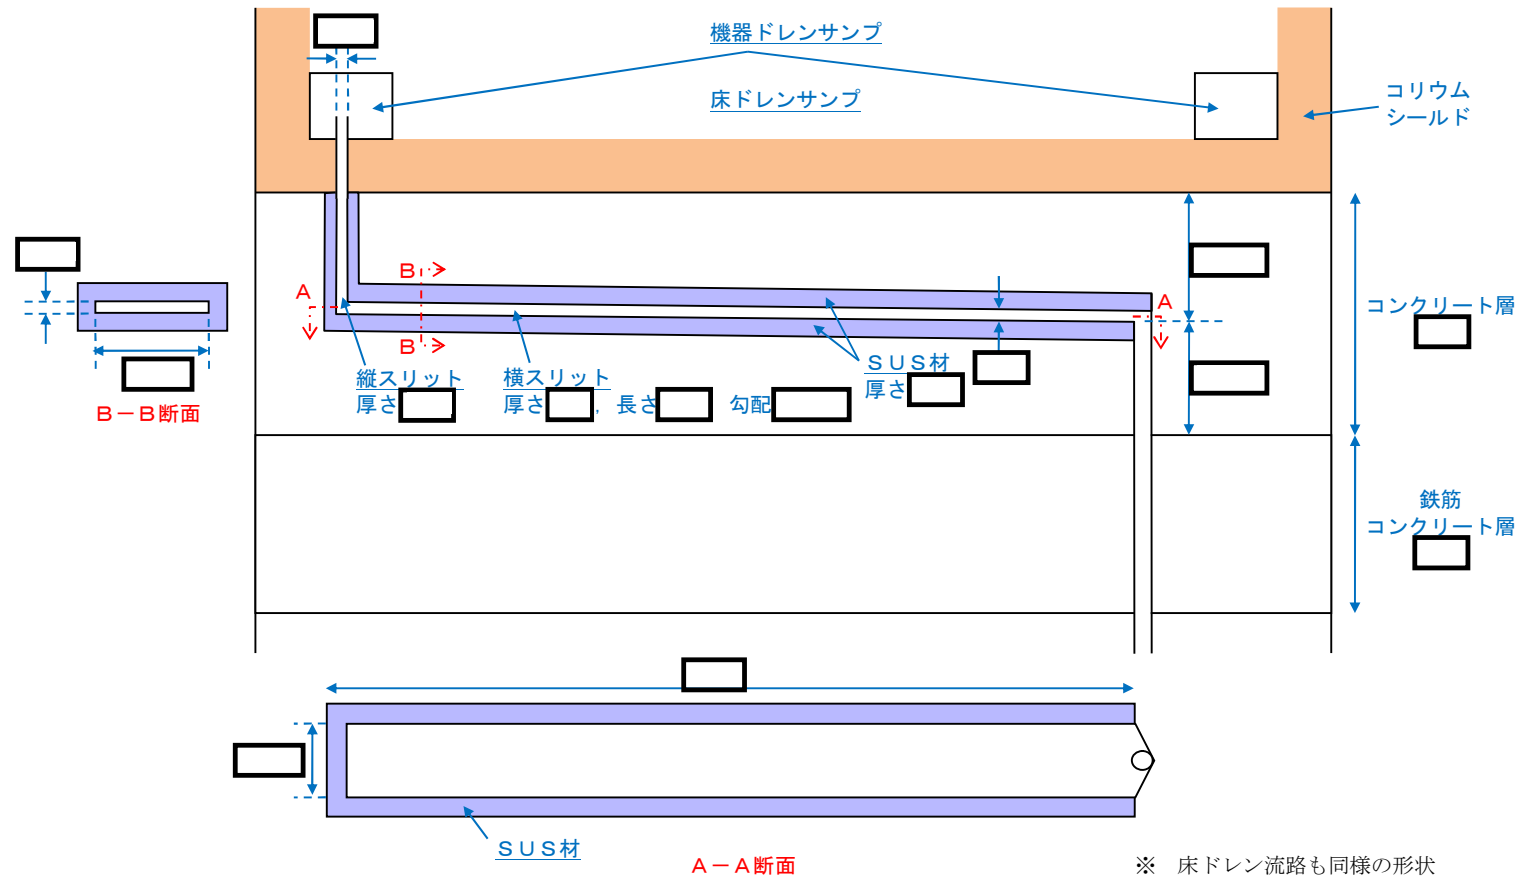 機器ドレンサンプ
床ドレンサンプ
コリウム
シールド
B
A
A
コンクリート層
B
SUS材
厚さ
縦スリット
厚さ
横スリット
厚さ , 長さ 勾配
B-B断面
鉄筋
コンクリート層
SUS材
A-A断面
※ 床ドレン流路も同様の形状